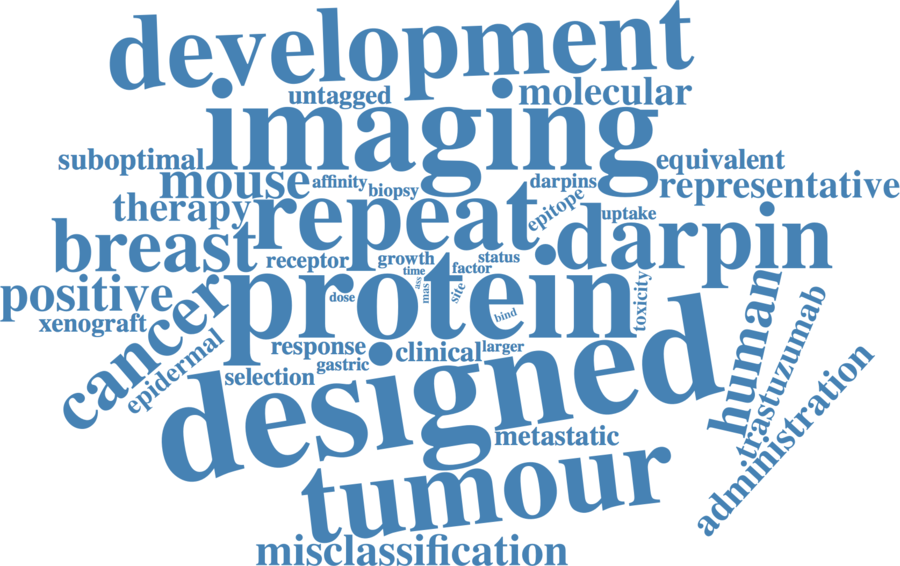 development
untagged
molecular
imaging
suboptimal
equivalent
mouse
affinity
biopsy
darpins
representative
therapy
repeat
epitope
uptake
breast
darpin
receptor
growth
status
time
factor
positive
protein
dose
mas
site
bind
toxicity
xenograft
cancer
epidermal
human
trastuzumab
administration
response
clinical
larger
gastric
selection
designed
metastatic
tumour
misclassification